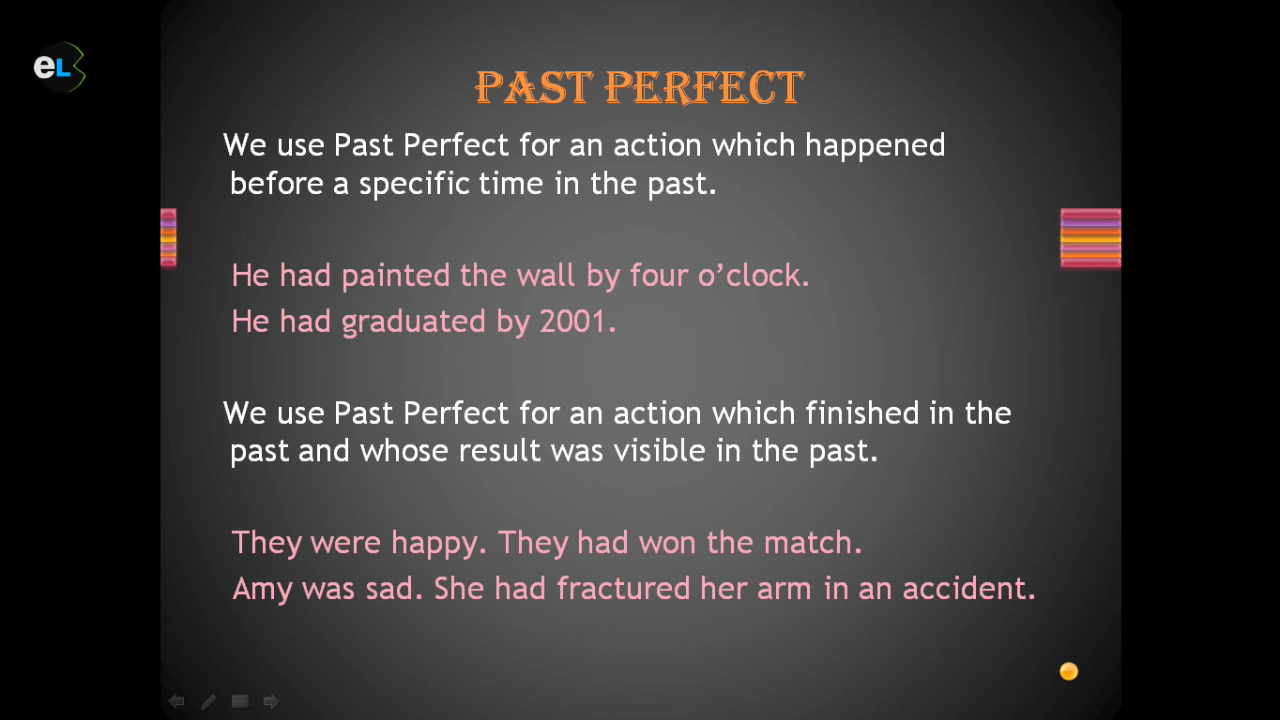 eL
PAST PERFECT
We use Past Perfect for an action which happened
before a specific time in the past.
He had painted the wall by four o’clock.
He had graduated by 2001.
We use Past Perfect for an action which finished in the
past and whose result was visible in the past.
They were happy. They had won the match.
Amy was sad. She had fractured her arm in an accident.